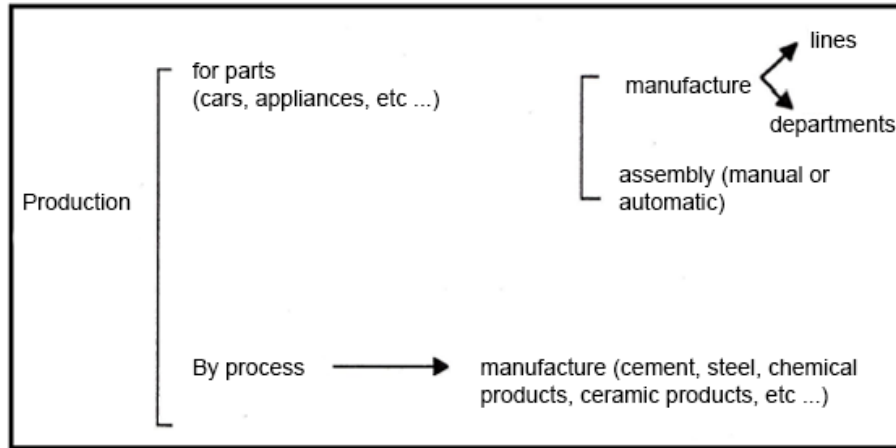 lines
for parts
(cars, appliances, etc ...)
manufacture
departments
assembly (manual or
automatic)
Production
By process
manufacture (cement, steel, chemical
products, ceramic products, etc ...)